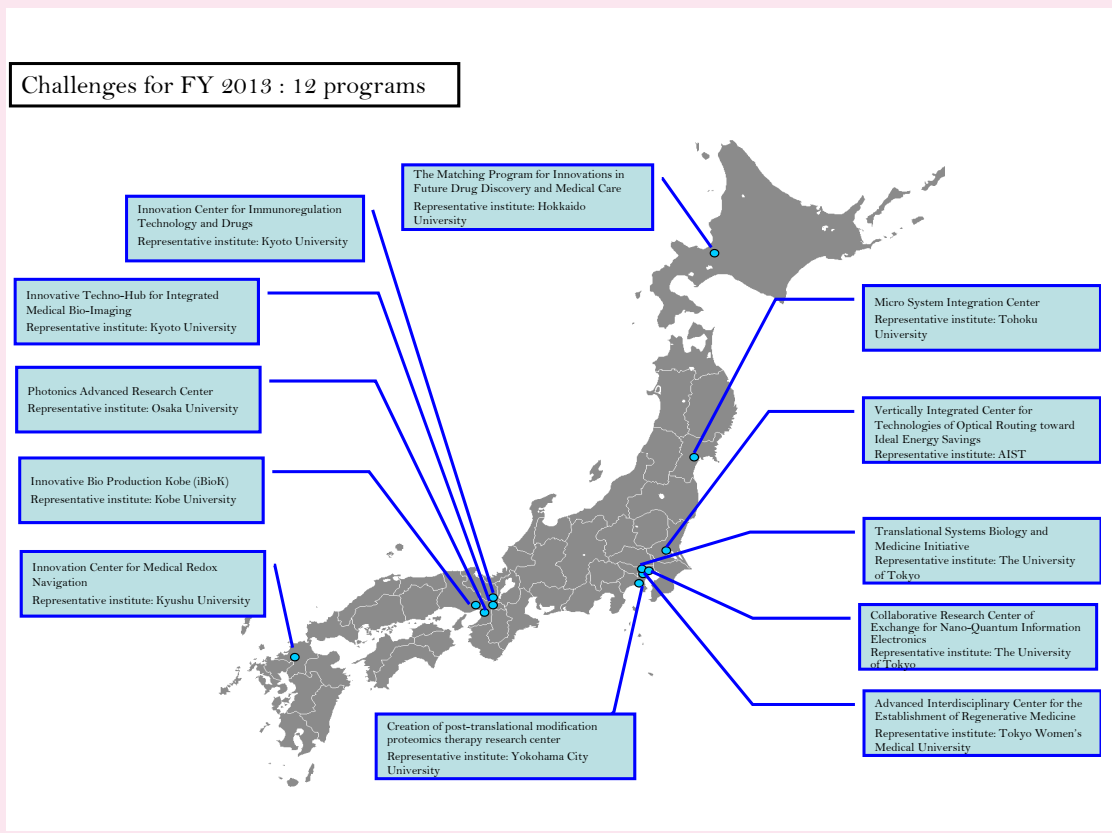 Challenges for FY 2013 : 12 programs
The Matching Program for Innovations in
Future Drug Discovery and Medical Care
Representative institute: Hokkaido
University
Innovation Center for Immunoregulation
Technology and Drugs
Representative institute: Kyoto University
Innovative Techno-Hub for Integrated
Medical Bio-Imaging
Representative institute: Kyoto University
Photonics Advanced Research Center
Representative institute: Osaka University
Innovative Bio Production Kobe (iBioK)
Representative institute: Kobe University
Innovation Center for Medical Redox
Navigation
Representative institute: Kyushu University
Creation of post-translational modification
proteomics therapy research center
Representative institute: Yokohama City
University
Micro System Integration Center
Representative institute: Tohoku
University
Vertically Integrated Center for
Technologies of Optical Routing toward
Ideal Energy Savings
Representative institute: AIST
Translational Systems Biology and
Medicine Initiative
Representative institute: The University
of Tokyo
Collaborative Research Center of
Exchange for Nano-Quantum Information
Electronics
Representative institute: The University
of Tokyo
Advanced Interdisciplinary Center for the
Establishment of Regenerative Medicine
Representative institute: Tokyo Women's
Medical University